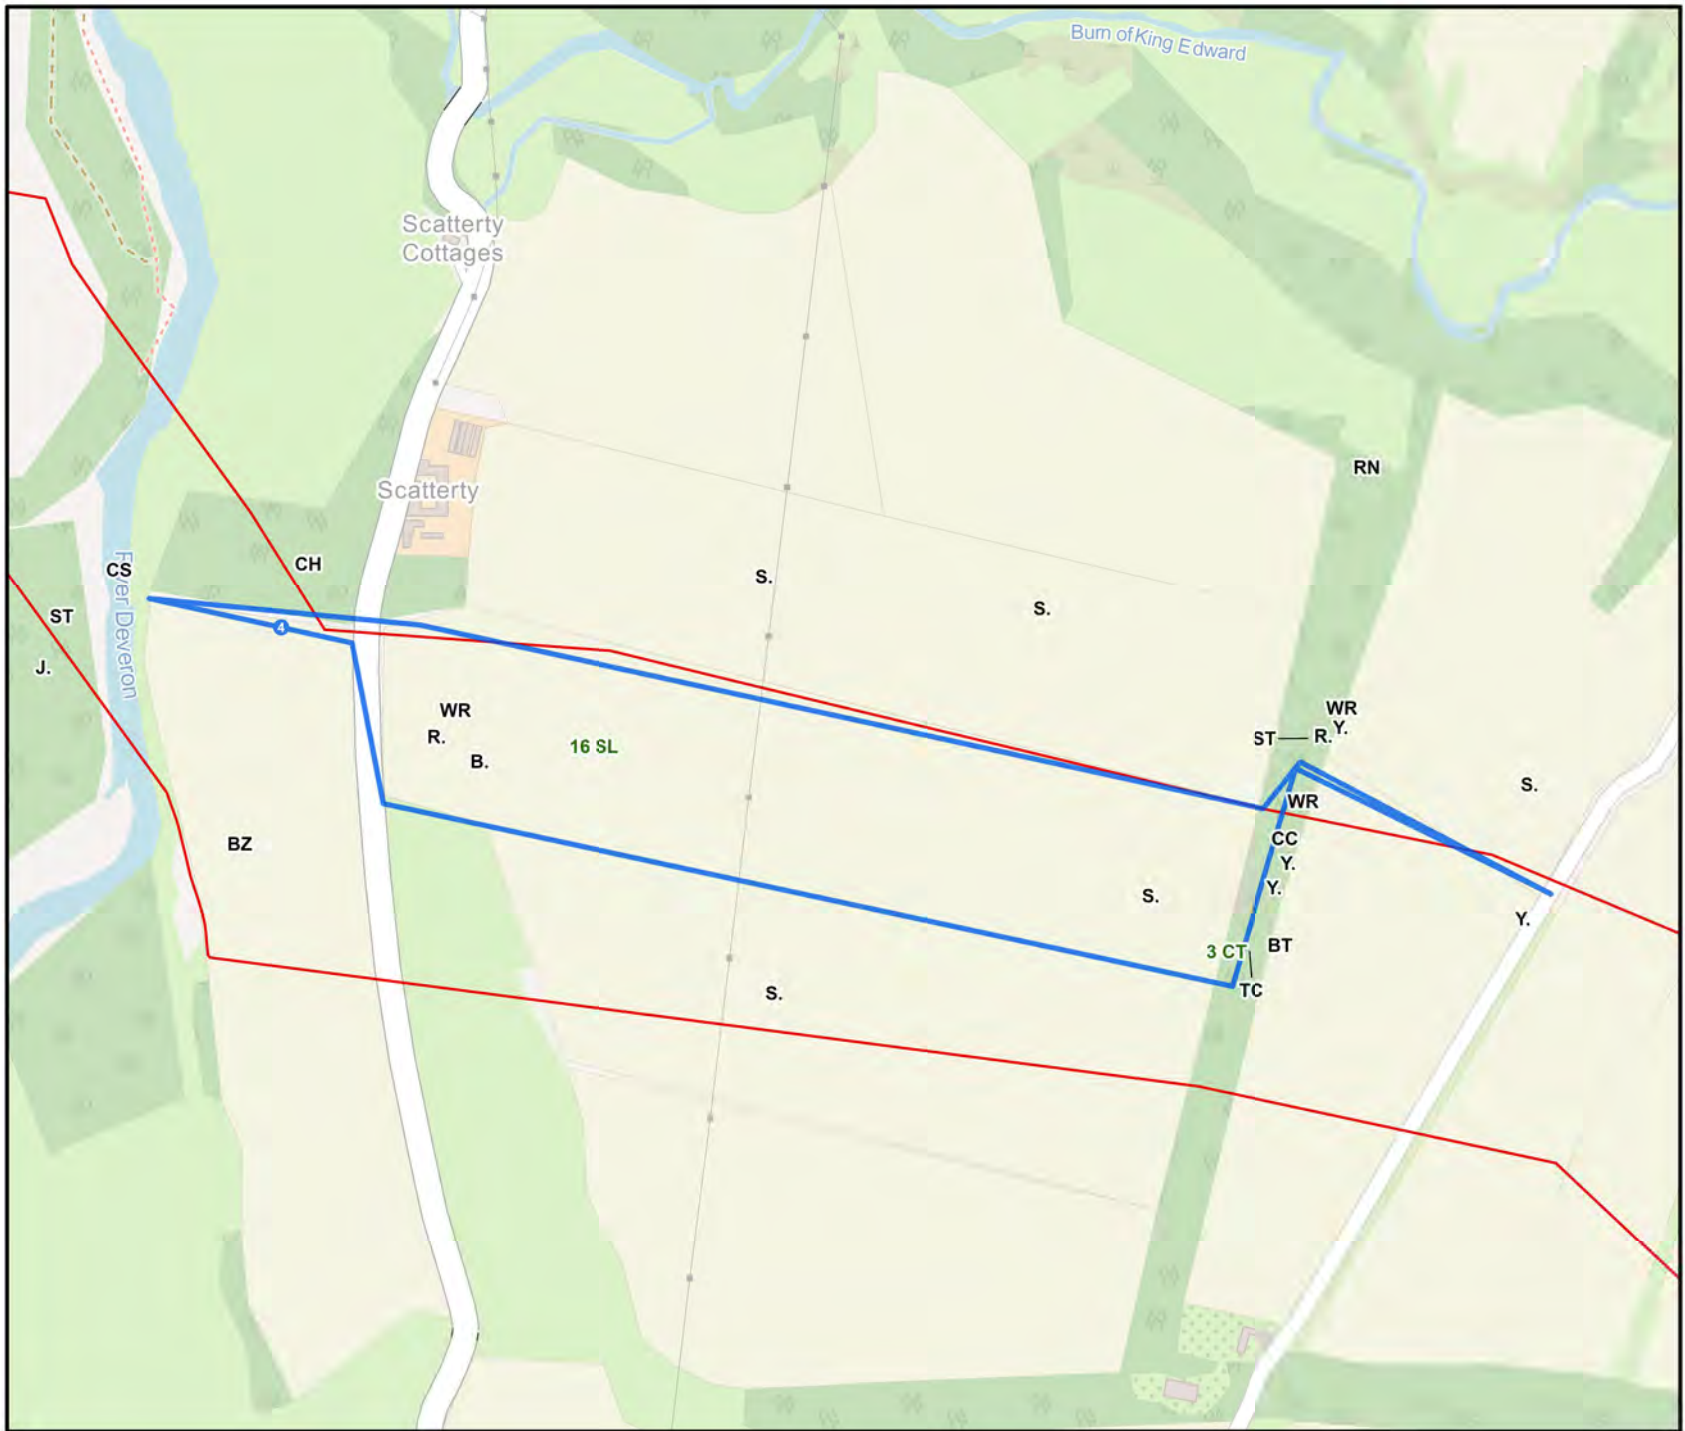 Burn of King Edward
Scatterty
Cottages
RN
Scatterty
CH
CS
River Deveron
S.
S.
ST
4
J.
WR
R.
B.
16 SL
WR
Y.
ST
R.
S.
WR
CC
Y.
BZ
Y.
S.
Y.
3 CT
BT
TC
S.